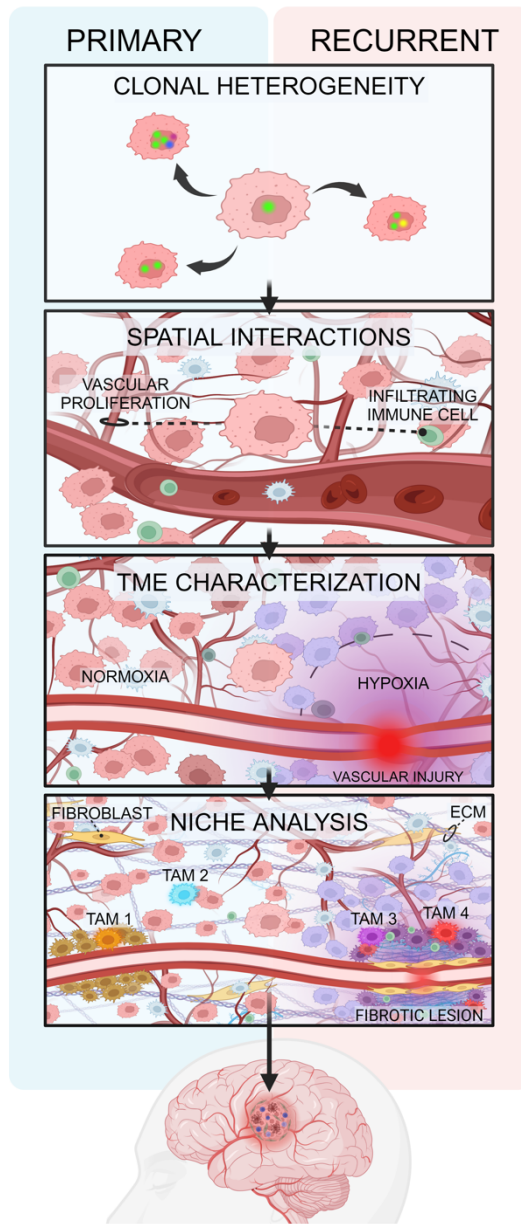 PRIMARY
RECURRENT
CLONAL HETEROGENEITY
SPATIAL INTERACTIONS
VASCULAR
PROLIFERATION
INFILTRATING
IMMUNE CELL
TME CHARACTERIZATION
NORMOXIA
HYPOXIA
VASCULAR INJURY
FIBROBLAST
ECM
NICHE ANALYSIS
TAM 2
TAM 1
TAM 3
TAM 4
FIBROTIC LESION